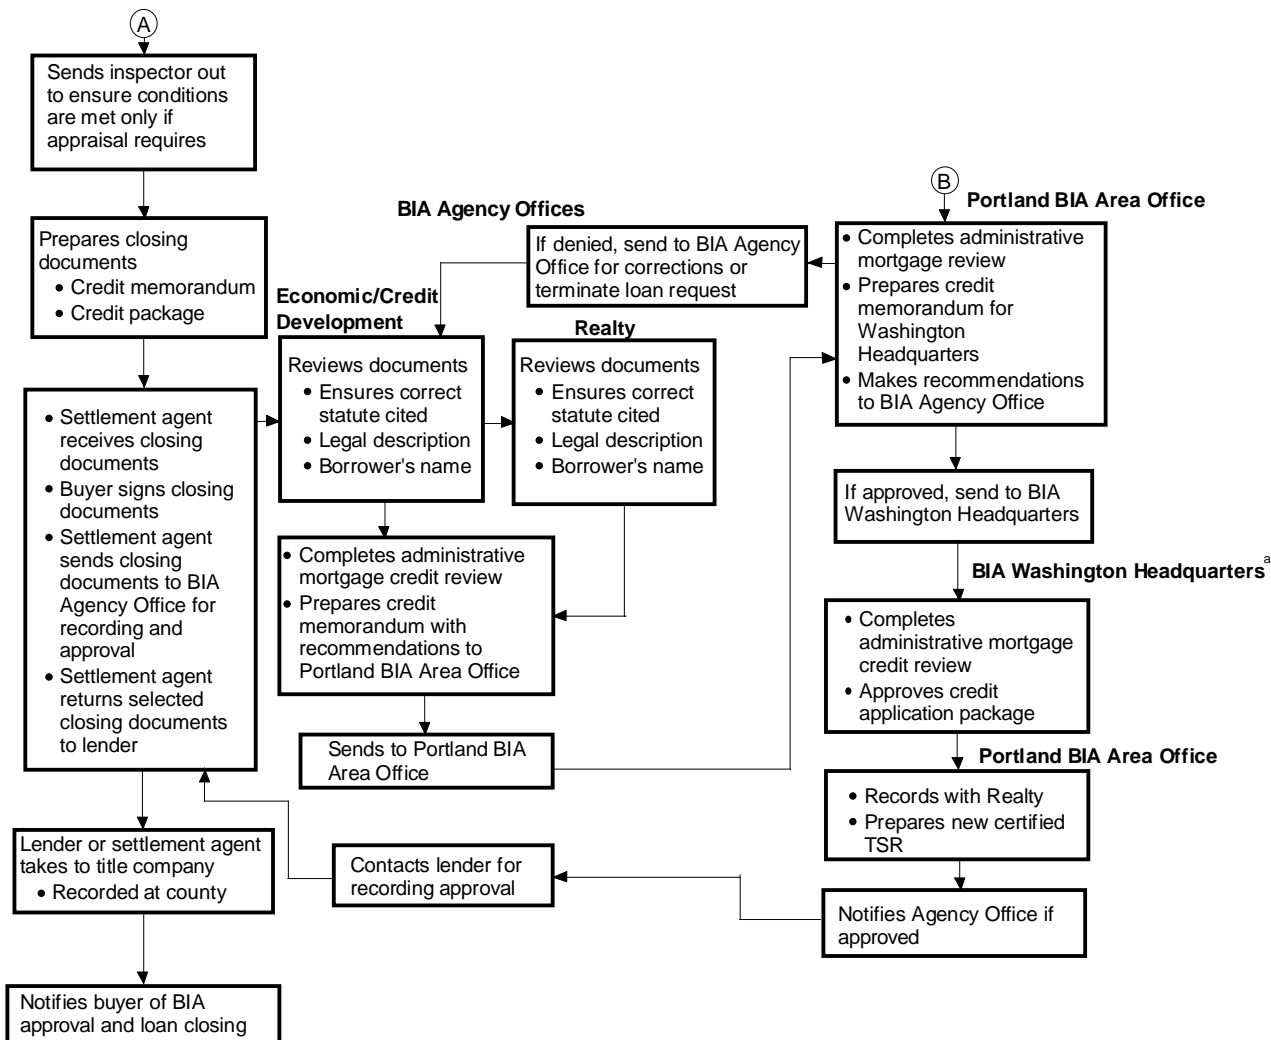 A
Sends inspector out
to ensure conditions
are met only if
appraisal requires
Prepares closing
documents
• Credit memorandum
• Credit package
• Settlement agent
receives closing
documents
• Buyer signs closing
documents
• Settlement agent
sends closing
documents to BIA
Agency Office for
recording and
approval
• Settlement agent
returns selected
closing documents
to lender
Lender or settlement agent
takes to title company
• Recorded at county
Notifies buyer of BIA
approval and loan closing
BIA Agency Offices
If denied, send to BIA Agency
Office for corrections or
terminate loan request
Economic/Credit
Development
Reviews documents
• Ensures correct
statute cited
• Legal description
• Borrower's name
Realty
Reviews documents
• Ensures correct
statute cited
• Legal description
• Borrower's name
• Completes administrative
mortgage credit review
• Prepares credit
memorandum with
recommendations to
Portland BIA Area Office
Sends to Portland BIA
Area Office
Contacts lender for
recording approval
B
Portland BIA Area Office
• Completes administrative
mortgage review
• Prepares credit
memorandum for
Washington
Headquarters
• Makes recommendations
to BIA Agency Office
If approved, send to BIA
Washington Headquarters
BIA Washington Headquarters a
• Completes
administrative mortgage
credit review
• Approves credit
application package
Portland BIA Area Office
• Records with Realty
• Prepares new certified
TSR
Notifies Agency Office if
approved